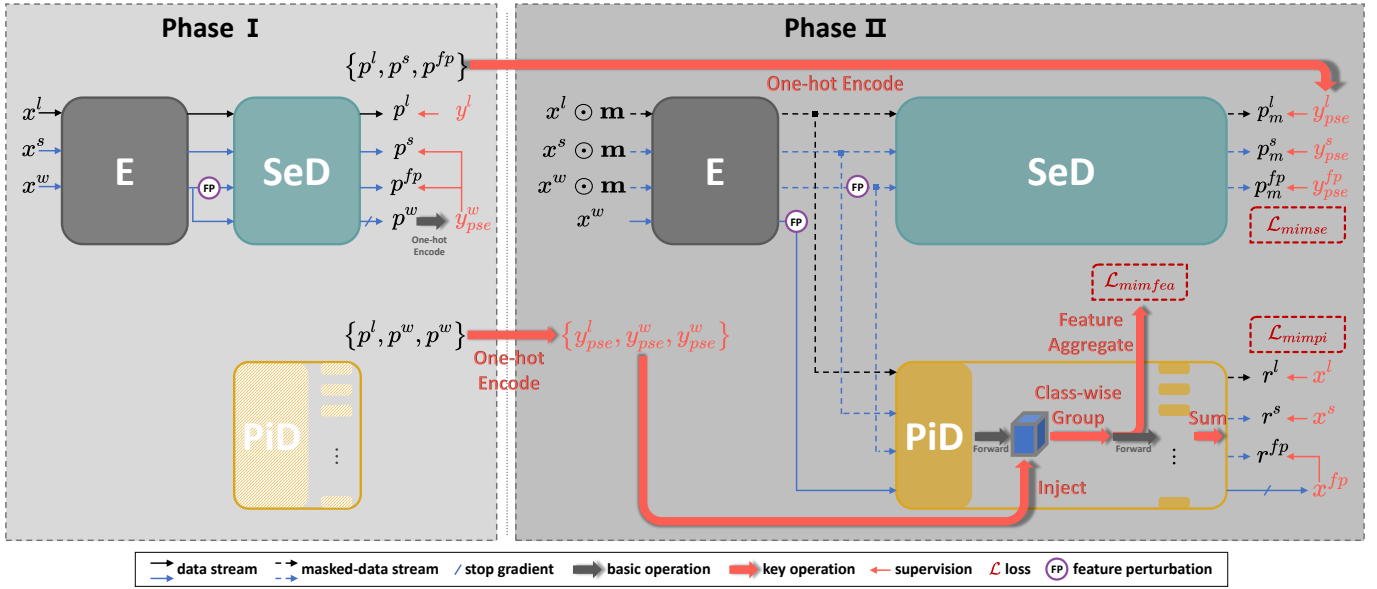 Phase I
{p^l, p^s, p^{fp}}
x^l
x^s
x^w
E
FP
SeD
p^l
y^l
p^s
p^{fp}
p^w
y^w_{pse}
One-hot
Encode
{p^l, p^w, p^w}
PiD
⋮
One-hot
Encode
Phase II
One-hot Encode
x^l ⊙ m
x^s ⊙ m
x^w ⊙ m
x^w
E
FP
FP
SeD
p^l_m
y^l_{pse}
p^s_m
y^s_{pse}
p^{fp}_m
y^{fp}_{pse}
ℒ_{mimse}
ℒ_{mimfea}
{y^l_{pse}, y^w_{pse}, y^w_{pse}}
Feature
Aggregate
ℒ_{mimpi}
PiD
Forward
Class-wise
Group
Forward
Inject
⋮
Sum
r^l
x^l
r^s
x^s
r^{fp}
x^{fp}
data stream
masked-data stream
stop gradient
basic operation
key operation
supervision
ℒ loss
FP feature perturbation